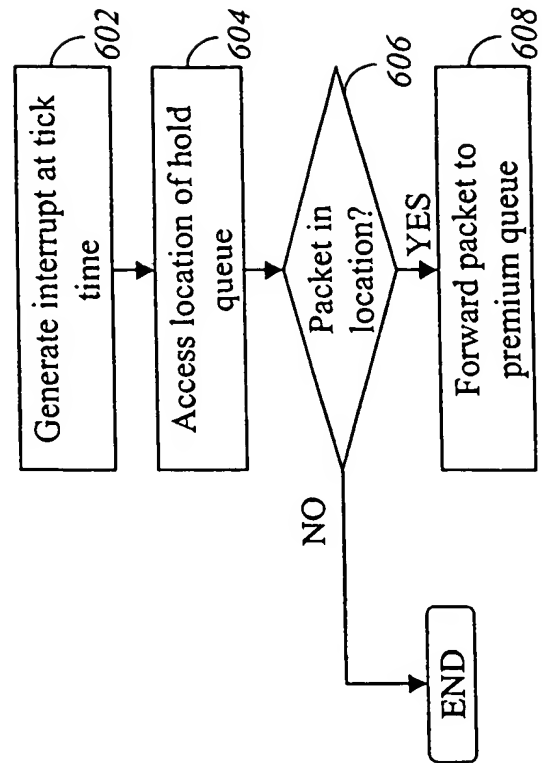 602
Generate interrupt at tick
time
604
Access location of hold
queue
606
Packet in
location?
NO
YES
608
Forward packet to
premium queue
END